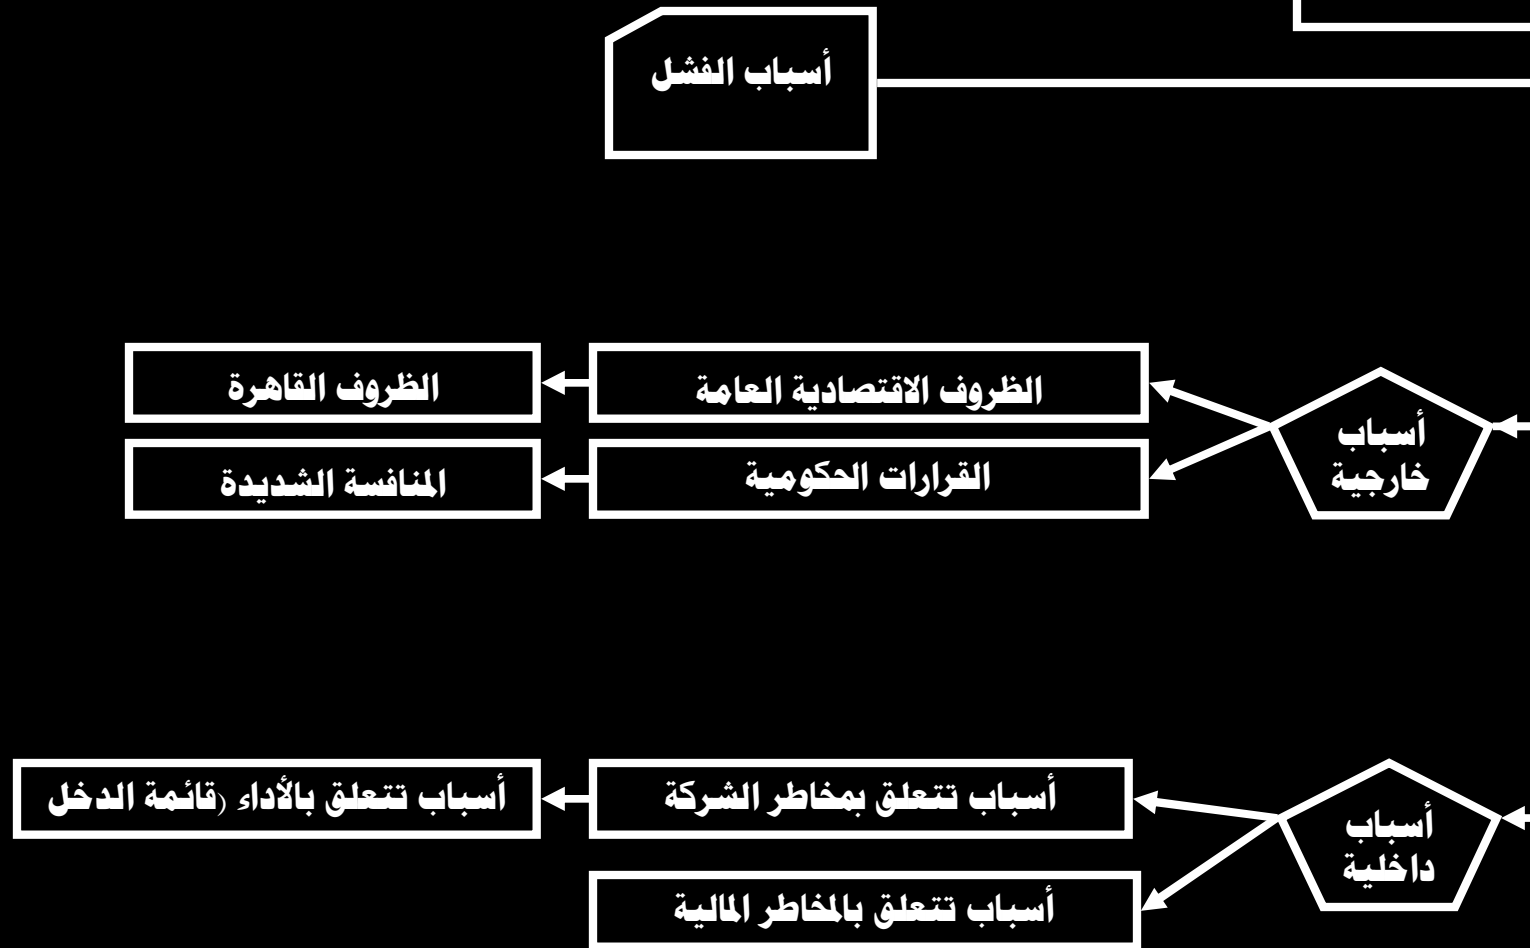 أسباب الفشل
أسباب
خارجية
الظروف الاقتصادية العامة
الظروف القاهرة
القرارات الحكومية
المنافسة الشديدة
أسباب
داخلية
أسباب تتعلق بمخاطر الشركة
أسباب تتعلق بالأداء (قائمة الدخل
أسباب تتعلق بالمخاطر المالية